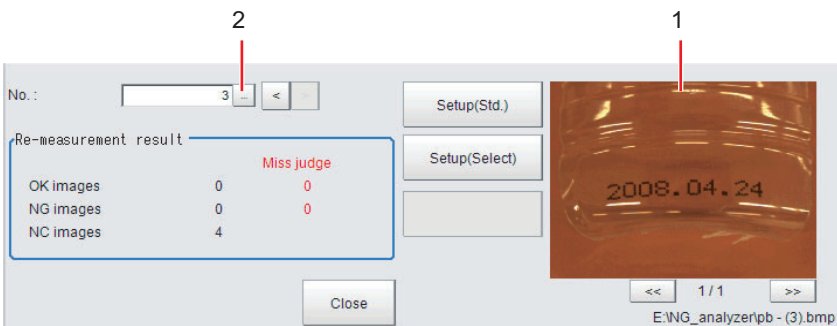 2 1
No. : 3 ... < >
Setup(Std.)
Re-measurement result
Setup(Select)
Miss judge
OK images 0 0
NG images 0 0
NC images 4
2008.04.24
Close
<< 1 / 1 >>
E:\NG_analyzer\pb - (3).bmp